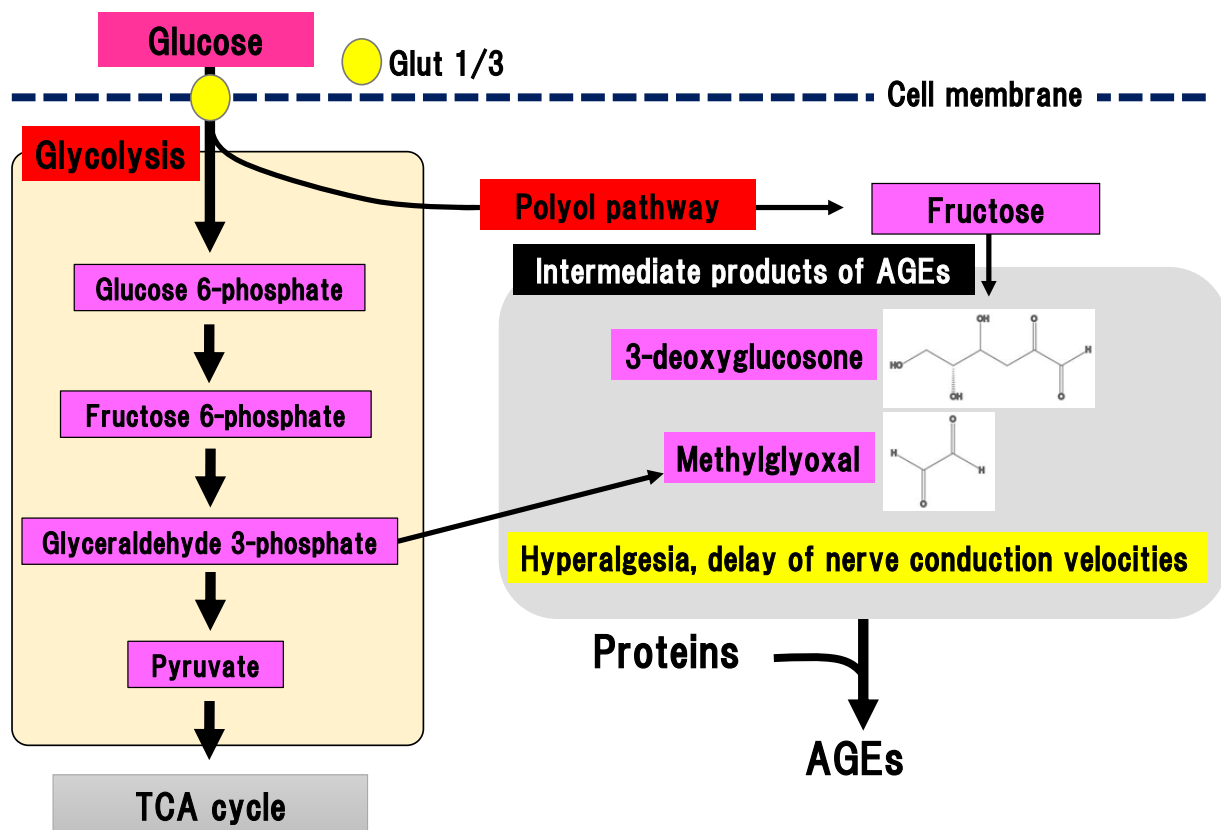 Glucose
Glut 1/3
Cell membrane
Glycolysis
Polyol pathway
Fructose
Intermediate products of AGEs
Glucose 6-phosphate
3-deoxyglucosone
OH
O
H
HO
OH
O
Fructose 6-phosphate
Methylglyoxal
O
H
H
O
Glyceraldehyde 3-phosphate
Hyperalgesia, delay of nerve conduction velocities
Proteins
Pyruvate
AGEs
TCA cycle